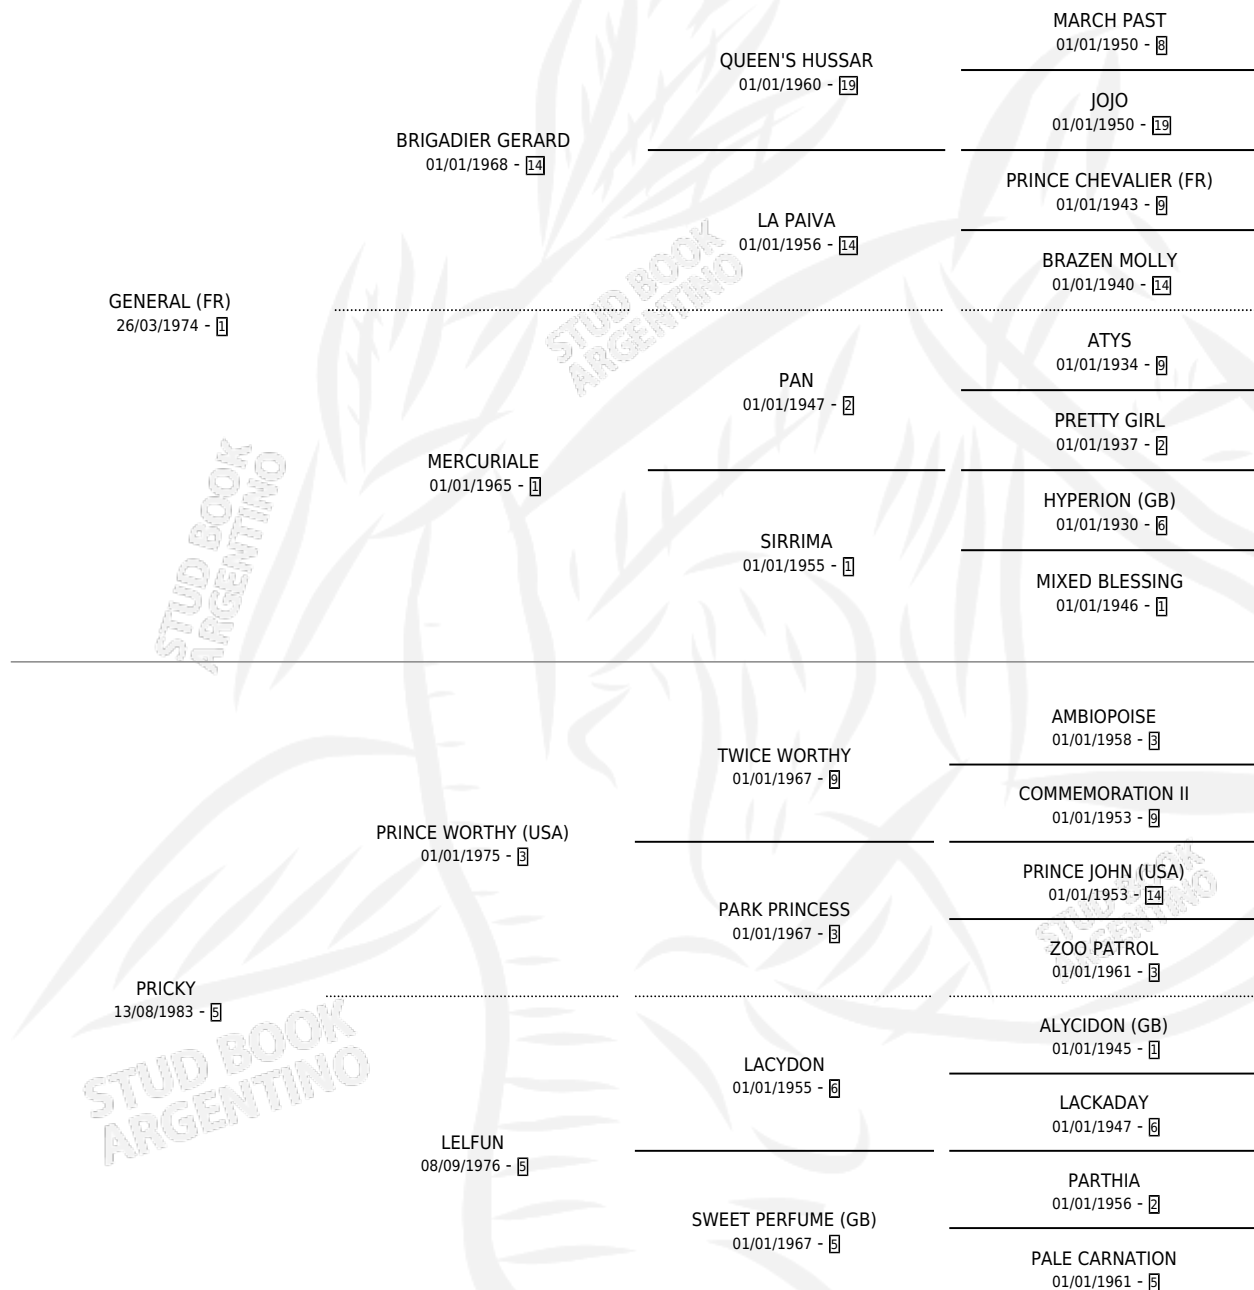 MARCH PAST
01/01/1950 - 8
QUEEN'S HUSSAR
01/01/1960 - 19
JOJO
01/01/1950 - 19
BRIGADIER GERARD
01/01/1968 - 14
PRINCE CHEVALIER (FR)
01/01/1943 - 9
LA PAIVA
01/01/1956 - 14
BRAZEN MOLLY
01/01/1940 - 14
GENERAL (FR)
26/03/1974 - 1
STUD BOOK
ARGENTINO
ATYS
01/01/1934 - 9
PAN
01/01/1947 - 2
PRETTY GIRL
01/01/1937 - 2
MERCURIALE
01/01/1965 - 1
HYPERION (GB)
01/01/1930 - 6
SIRRIMA
01/01/1955 - 1
MIXED BLESSING
01/01/1946 - 1
STUD BOOK
ARGENTINO
AMBIOPOISE
01/01/1958 - 3
TWICE WORTHY
01/01/1967 - 9
COMMEMORATION II
01/01/1953 - 9
PRINCE WORTHY (USA)
01/01/1975 - 3
PRINCE JOHN (USA)
01/01/1953 - 14
STUD BOOK
ARGENTINO
PARK PRINCESS
01/01/1967 - 3
ZOO PATROL
01/01/1961 - 3
PRICKY
13/08/1983 - 5
STUD BOOK
ARGENTINO
ALYCIDON (GB)
01/01/1945 - 1
LACYDON
01/01/1955 - 6
LACKADAY
01/01/1947 - 6
LELFUN
08/09/1976 - 5
PARTHIA
01/01/1956 - 2
SWEET PERFUME (GB)
01/01/1967 - 5
PALE CARNATION
01/01/1961 - 5